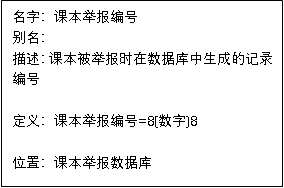 名字：课本举报编号
别名：
描述：课本被举报时在数据库中生成的记录
编号
定义：课本举报编号=8{数字}8
位置：课本举报数据库